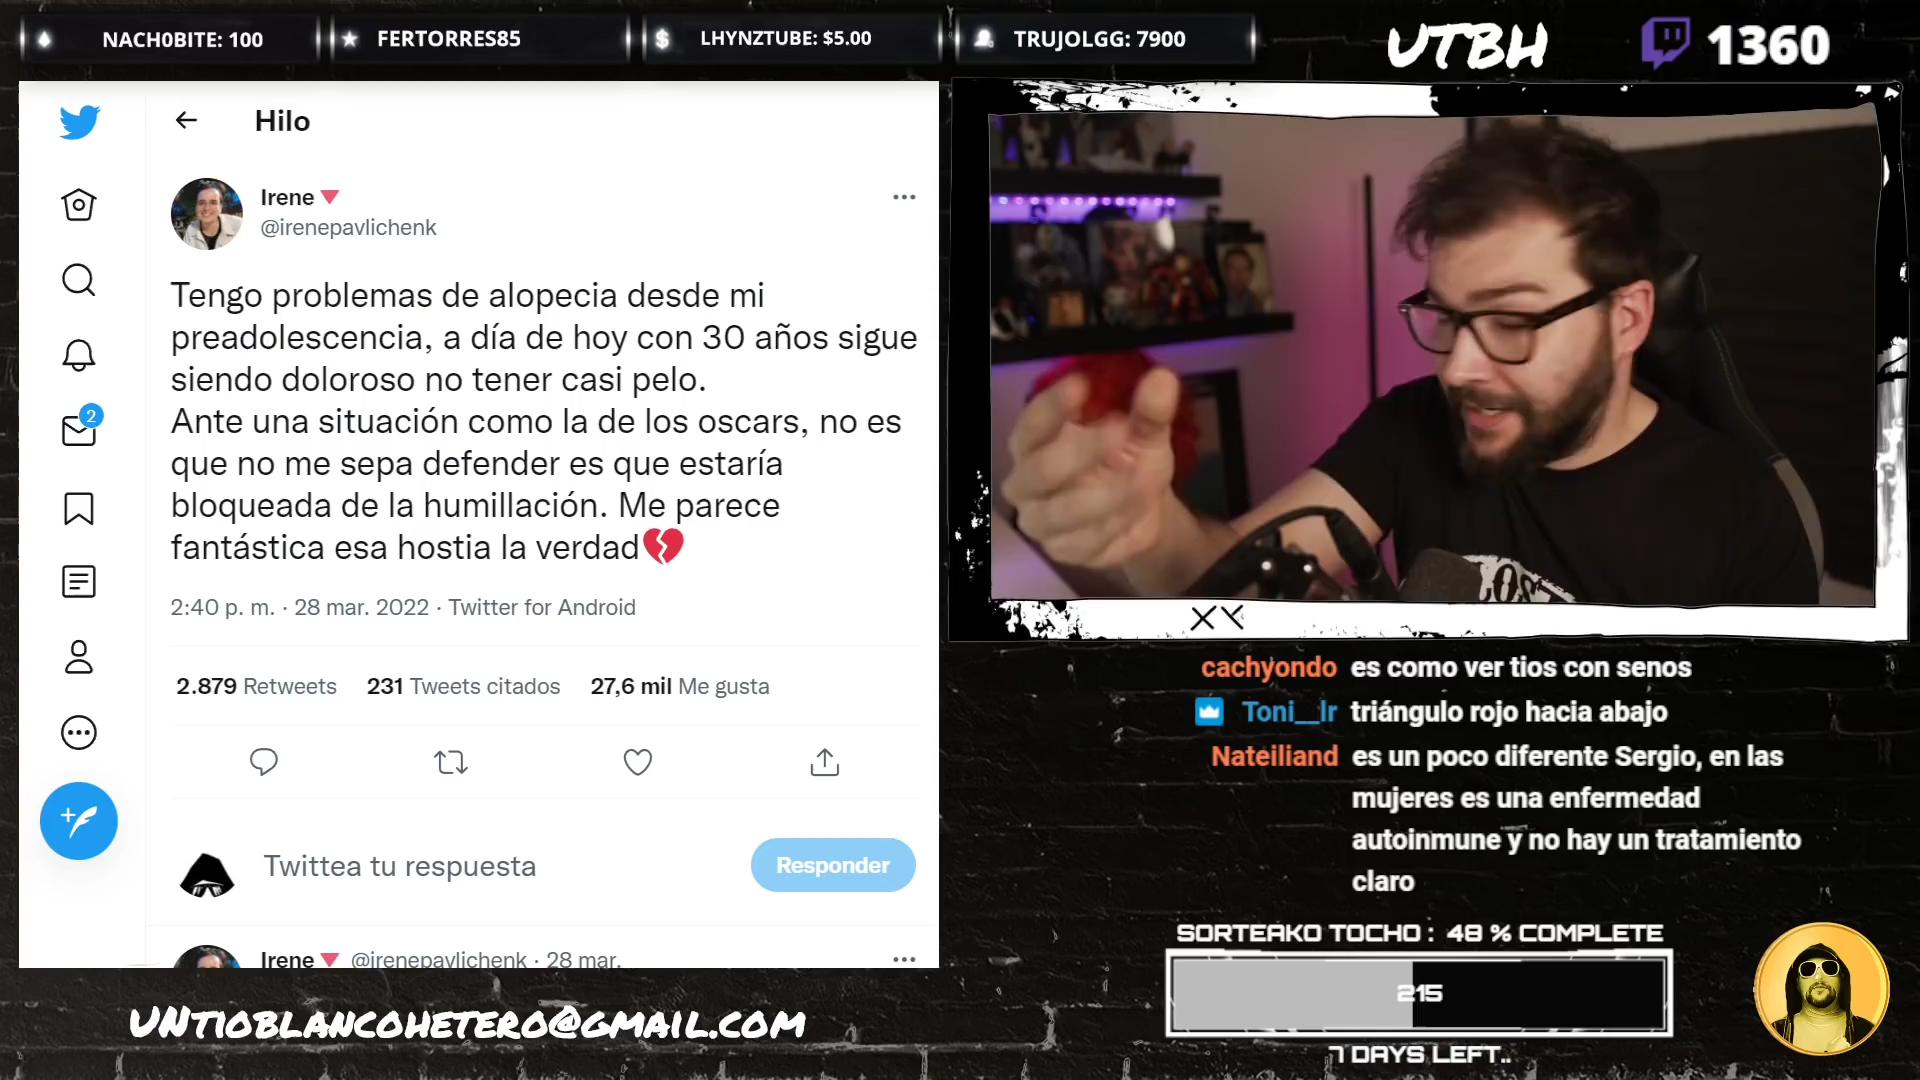 NACH0BITE: 100
FERTORRES85
LHYNZTUBE: $5.00
TRUJOLGG: 7900
UTBH
1360
Hilo
Irene
@irenepavlichenk
Tengo problemas de alopecia desde mi
preadolescencia, a día de hoy con 30 años sigue
siendo doloroso no tener casi pelo.
Ante una situación como la de los oscars, no es
que no me sepa defender es que estaría
bloqueada de la humillación. Me parece
fantástica esa hostia la verdad💔
2:40 p. m. · 28 mar. 2022 · Twitter for Android
2.879 Retweets 231 Tweets citados 27,6 mil Me gusta
2
Twittea tu respuesta
Responder
Irene @irenepavlichenk · 28 mar.
cachyondo es como ver tios con senos
Toni__lr triángulo rojo hacia abajo
Nateiliand es un poco diferente Sergio, en las
mujeres es una enfermedad
autoinmune y no hay un tratamiento
claro
SORTEAKO TOCHO : 48 % COMPLETE
215
7 DAYS LEFT..
UNTIOBLANCOHETERO@GMAIL.COM